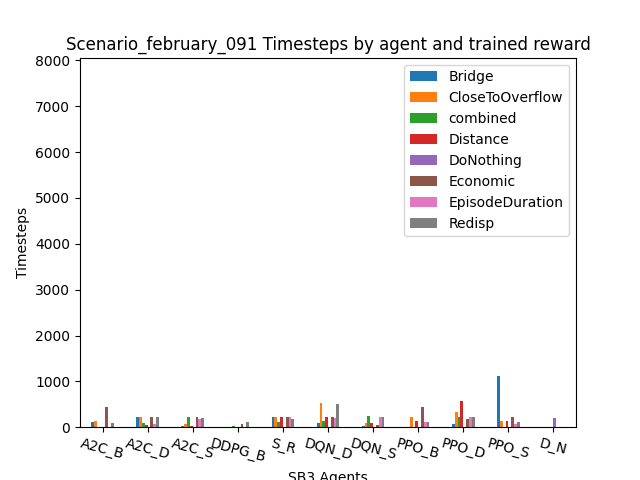 Scenario_february_091 Timesteps by agent and trained reward
8000
7000
6000
5000
4000
3000
2000
1000
0
Timesteps
Bridge
CloseToOverflow
combined
Distance
DoNothing
Economic
EpisodeDuration
Redisp
A2C_B
A2C_D
A2C_S
DDPG_B
S_R
DQN_D
DQN_S
PPO_B
PPO_D
PPO_S
D_N
SB3 Agents